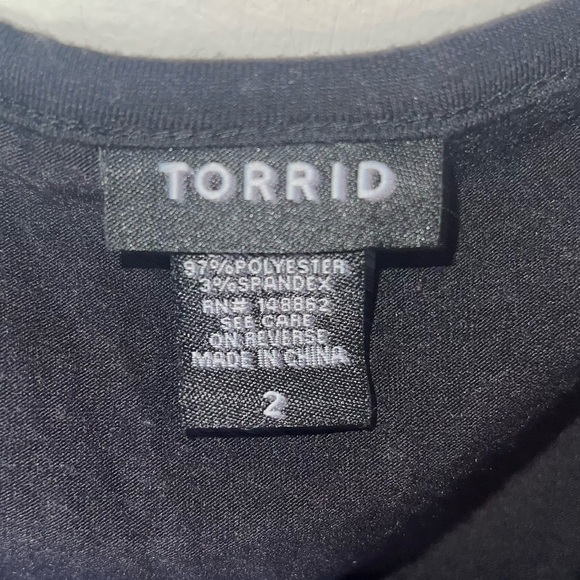 TORRID
97%POLYESTER
3%SPANDEX
RN# 148862
SEE CARE
ON REVERSE
MADE IN CHINA
2